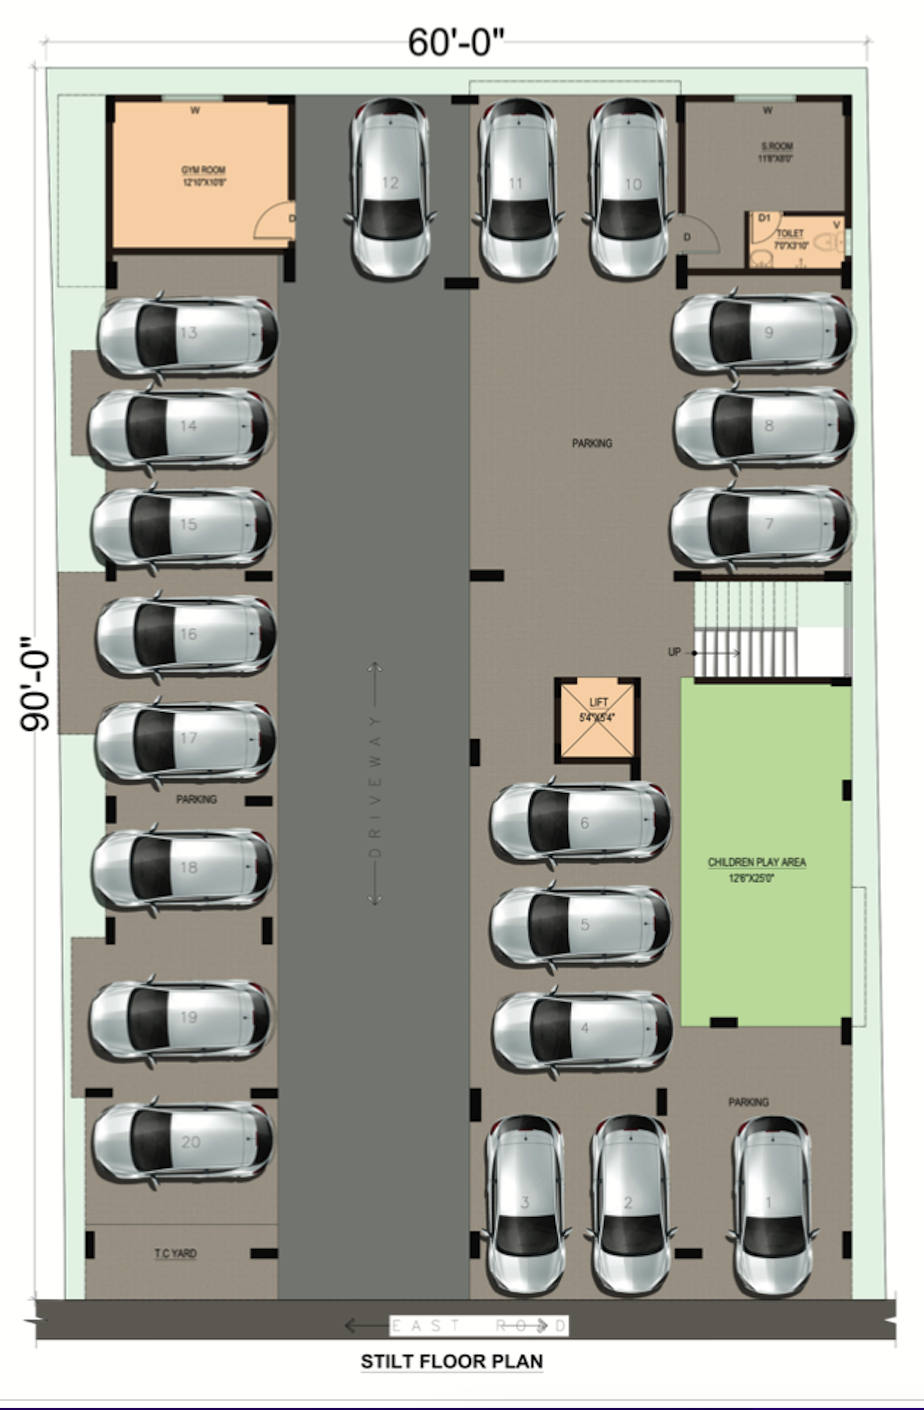 60'-0"
W
W
GYM ROOM
12'10"X10'8"
S.ROOM
11'8"X8'0"
12
11
10
D
D1
V
TOILET
7'0"X3'10"
D
13
9
14
8
PARKING
15
7
16
UP
90'-0"
LIFT
5'4"X5'4"
17
PARKING
DRIVEWAY
6
18
CHILDREN PLAY AREA
12'6"X25'0"
5
19
4
PARKING
20
3
2
1
T.C YARD
EAST ROAD
STILT FLOOR PLAN